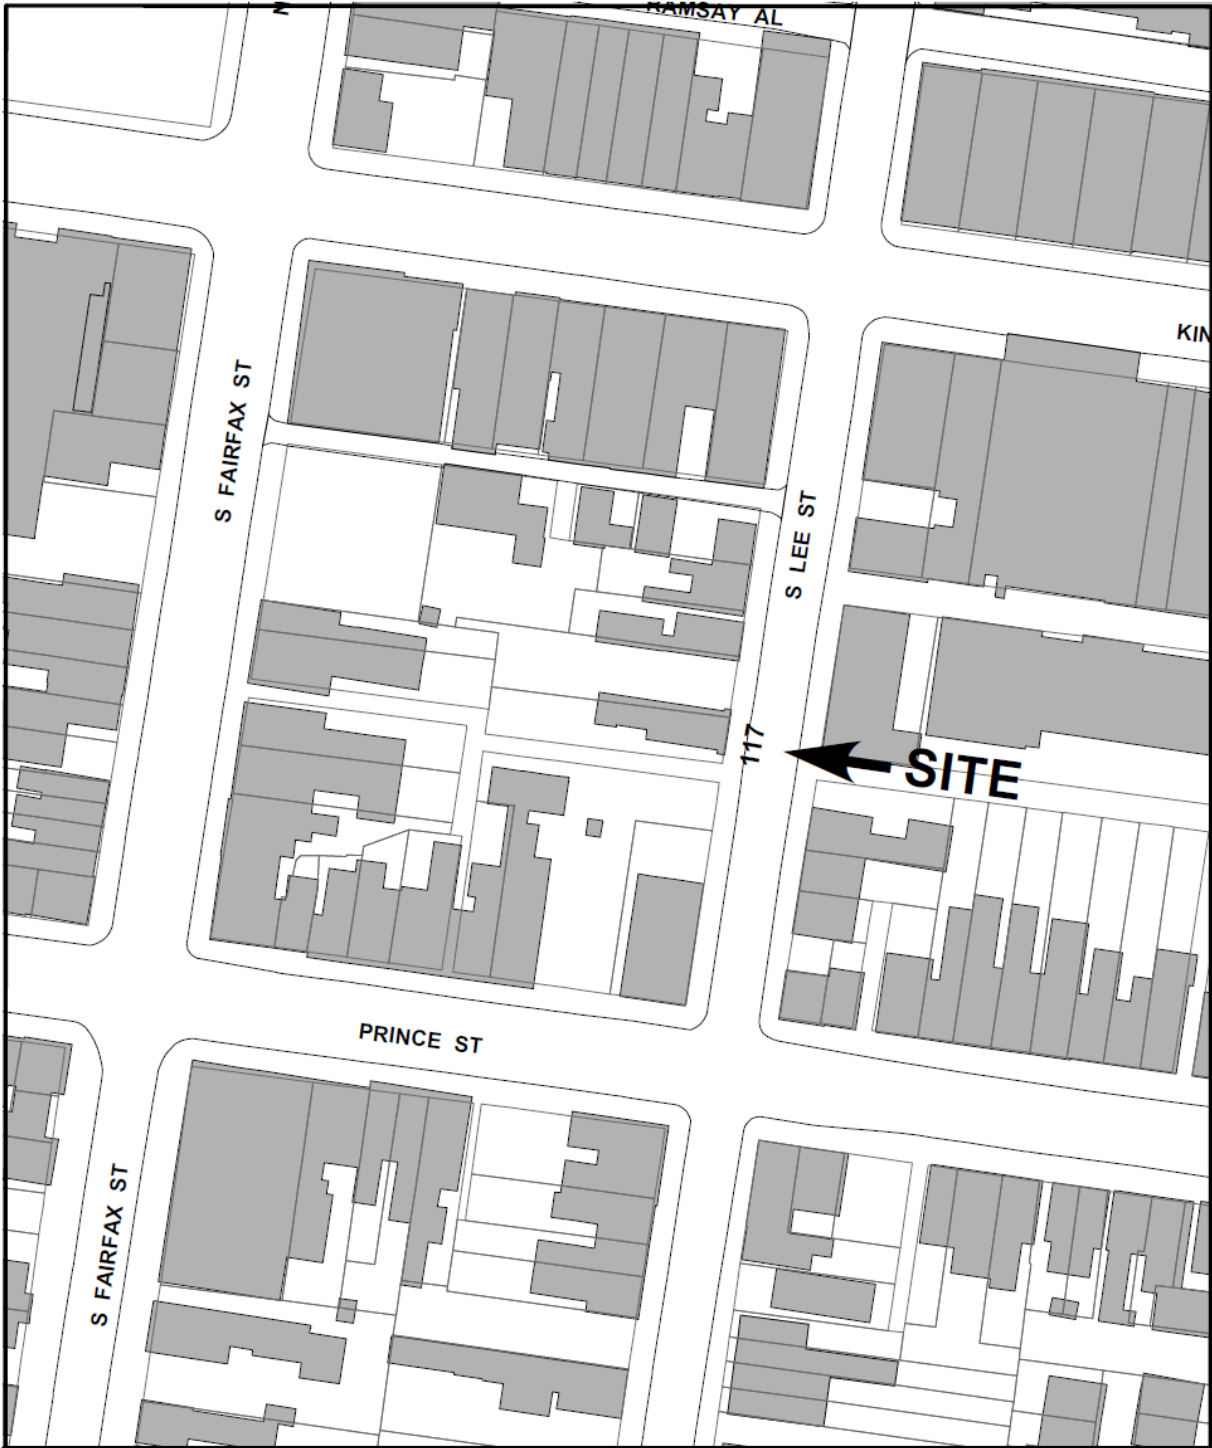 RAMSAY AL
N
KIN
S FAIRFAX ST
S LEE ST
117
SITE
PRINCE ST
S FAIRFAX ST